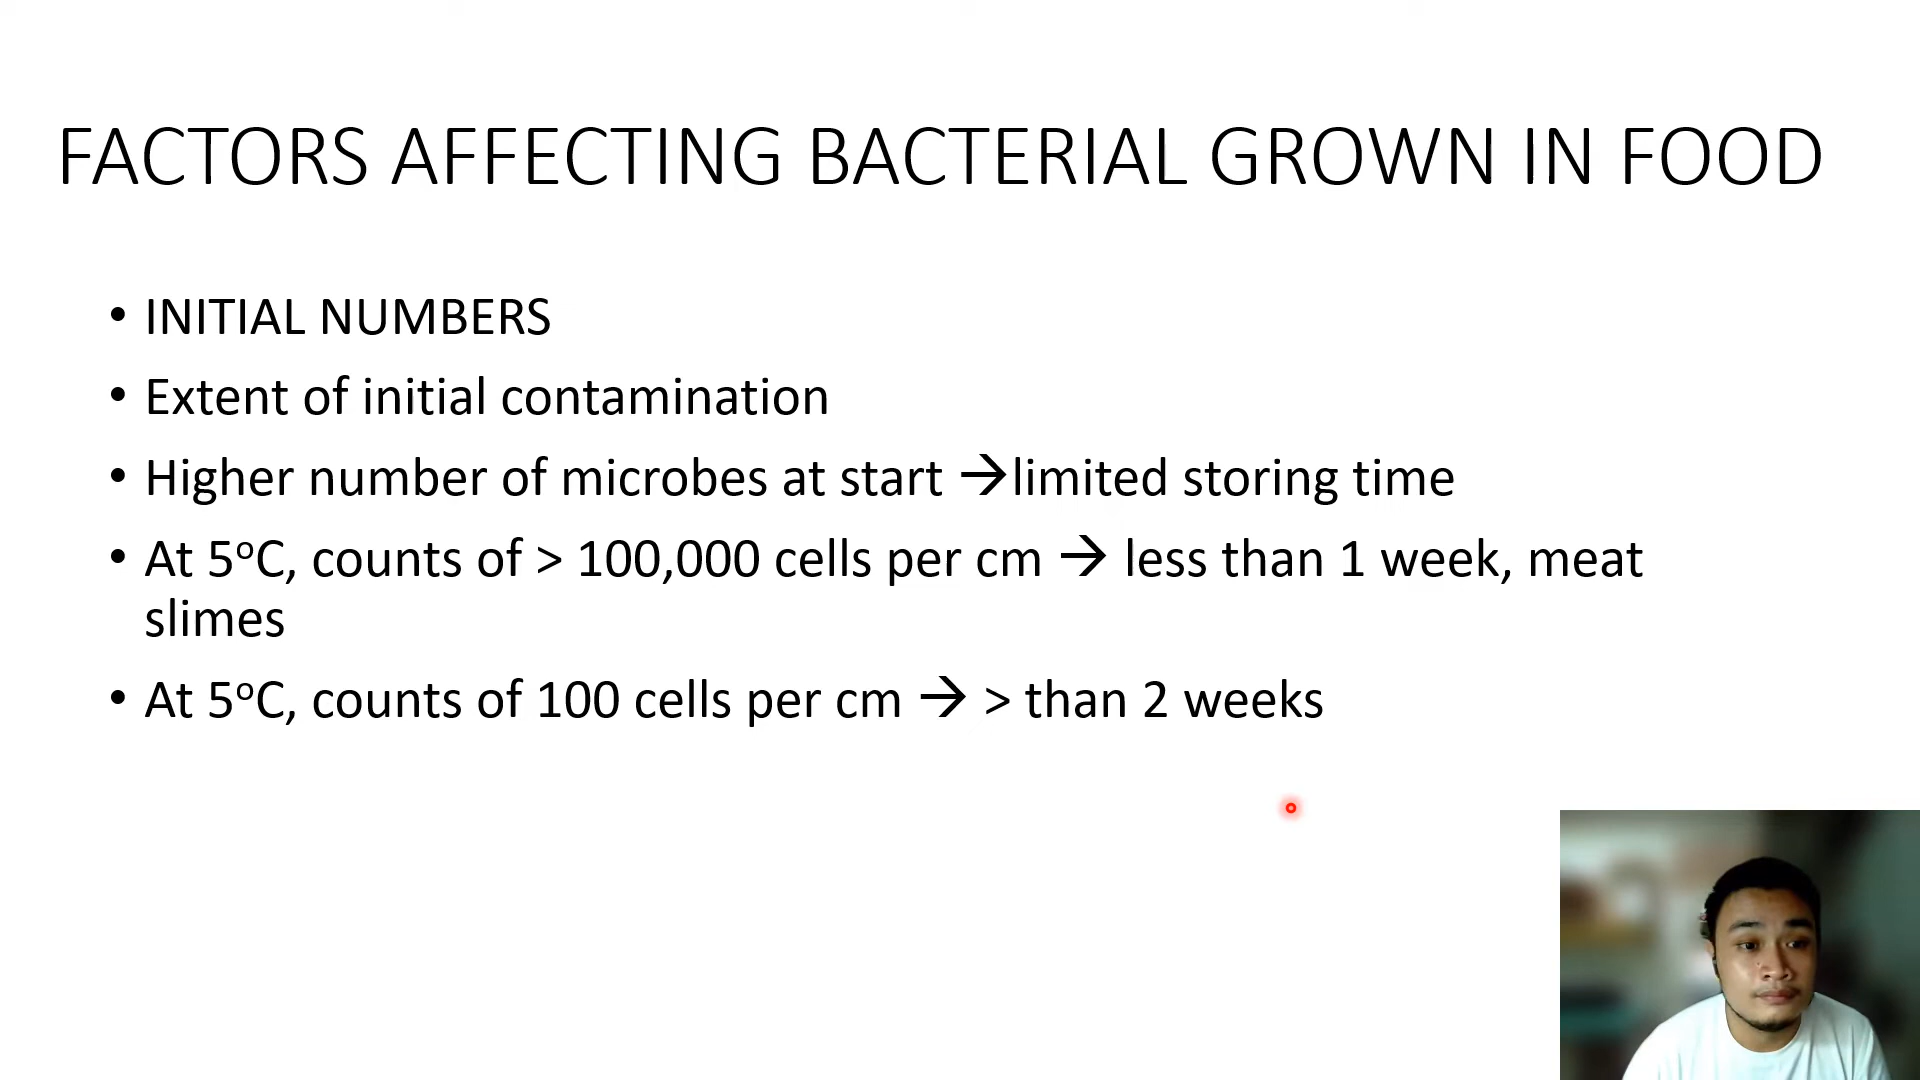 FACTORS AFFECTING BACTERIAL GROWN IN FOOD
• INITIAL NUMBERS
• Extent of initial contamination
• Higher number of microbes at start →limited storing time
• At 5ºC, counts of > 100,000 cells per cm → less than 1 week, meat
slimes
• At 5ºC, counts of 100 cells per cm → > than 2 weeks